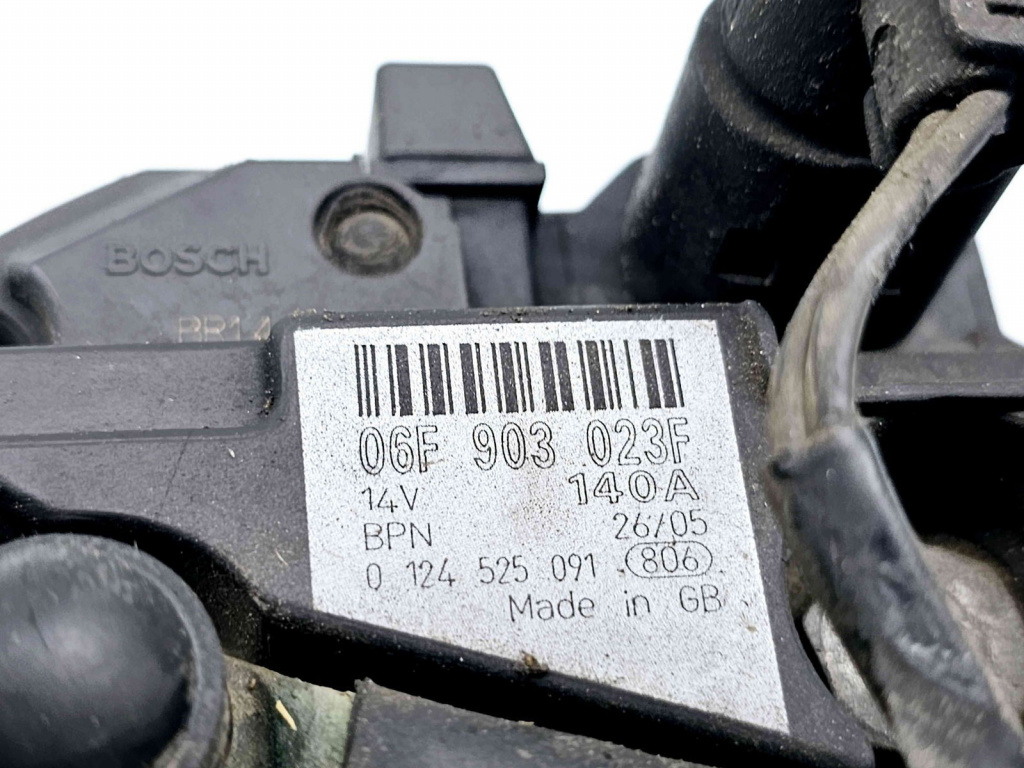 BOSCH
06F 903 023F
14V 140A
BPN 26/05
0 124 525 091 806
Made in GB